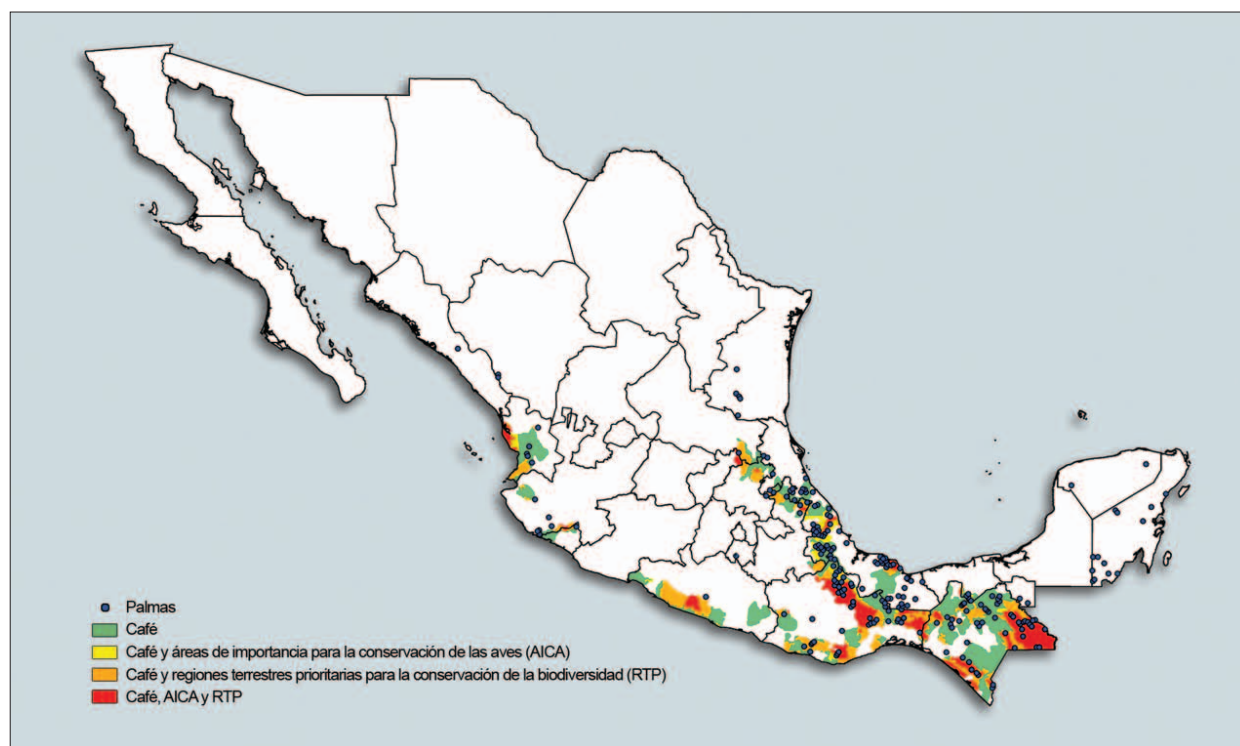 Palmas
Café
Café y áreas de importancia para la conservación de las aves (AICA)
Café y regiones terrestres prioritarias para la conservación de la biodiversidad (RTP)
Café, AICA y RTP